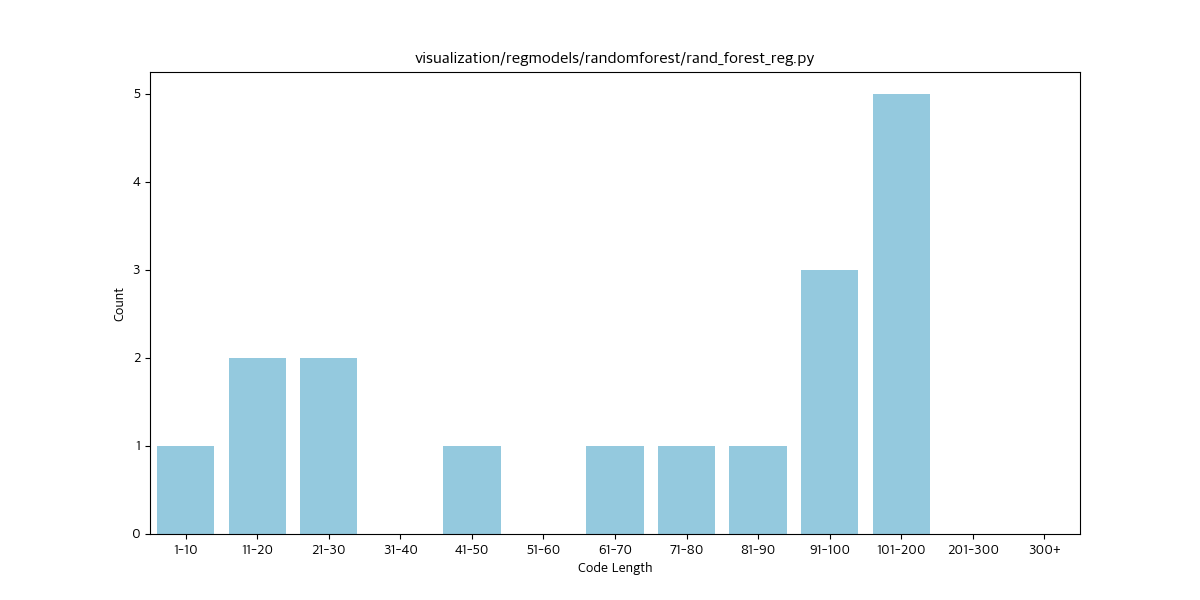 visualization/regmodels/randomforest/rand_forest_reg.py
5
4
3
2
1
0
Count
1-10 11-20 21-30 31-40 41-50 51-60 61-70 71-80 81-90 91-100 101-200 201-300 300+
Code Length